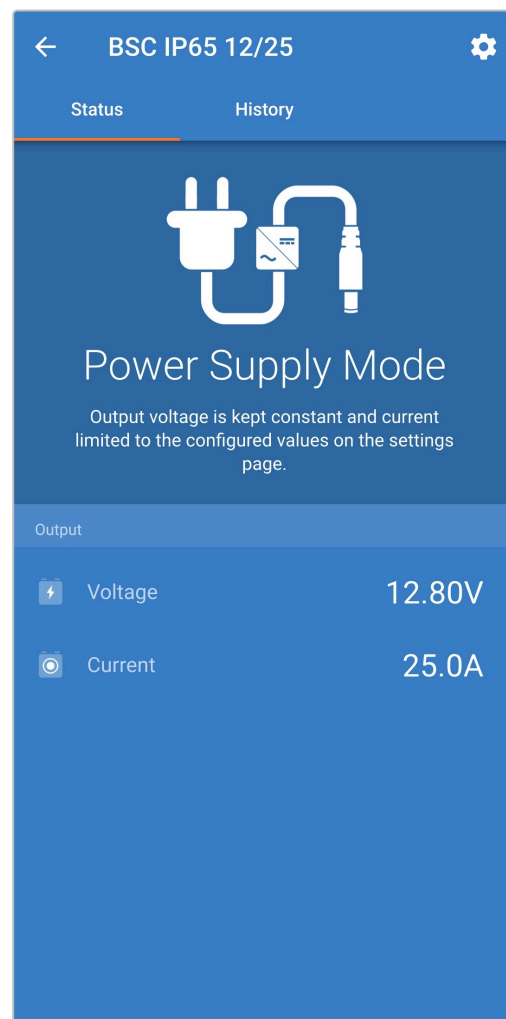 BSC IP65 12/25
Status History
Power Supply Mode
Output voltage is kept constant and current
limited to the configured values on the settings
page.
Output
Voltage 12.80V
Current 25.0A